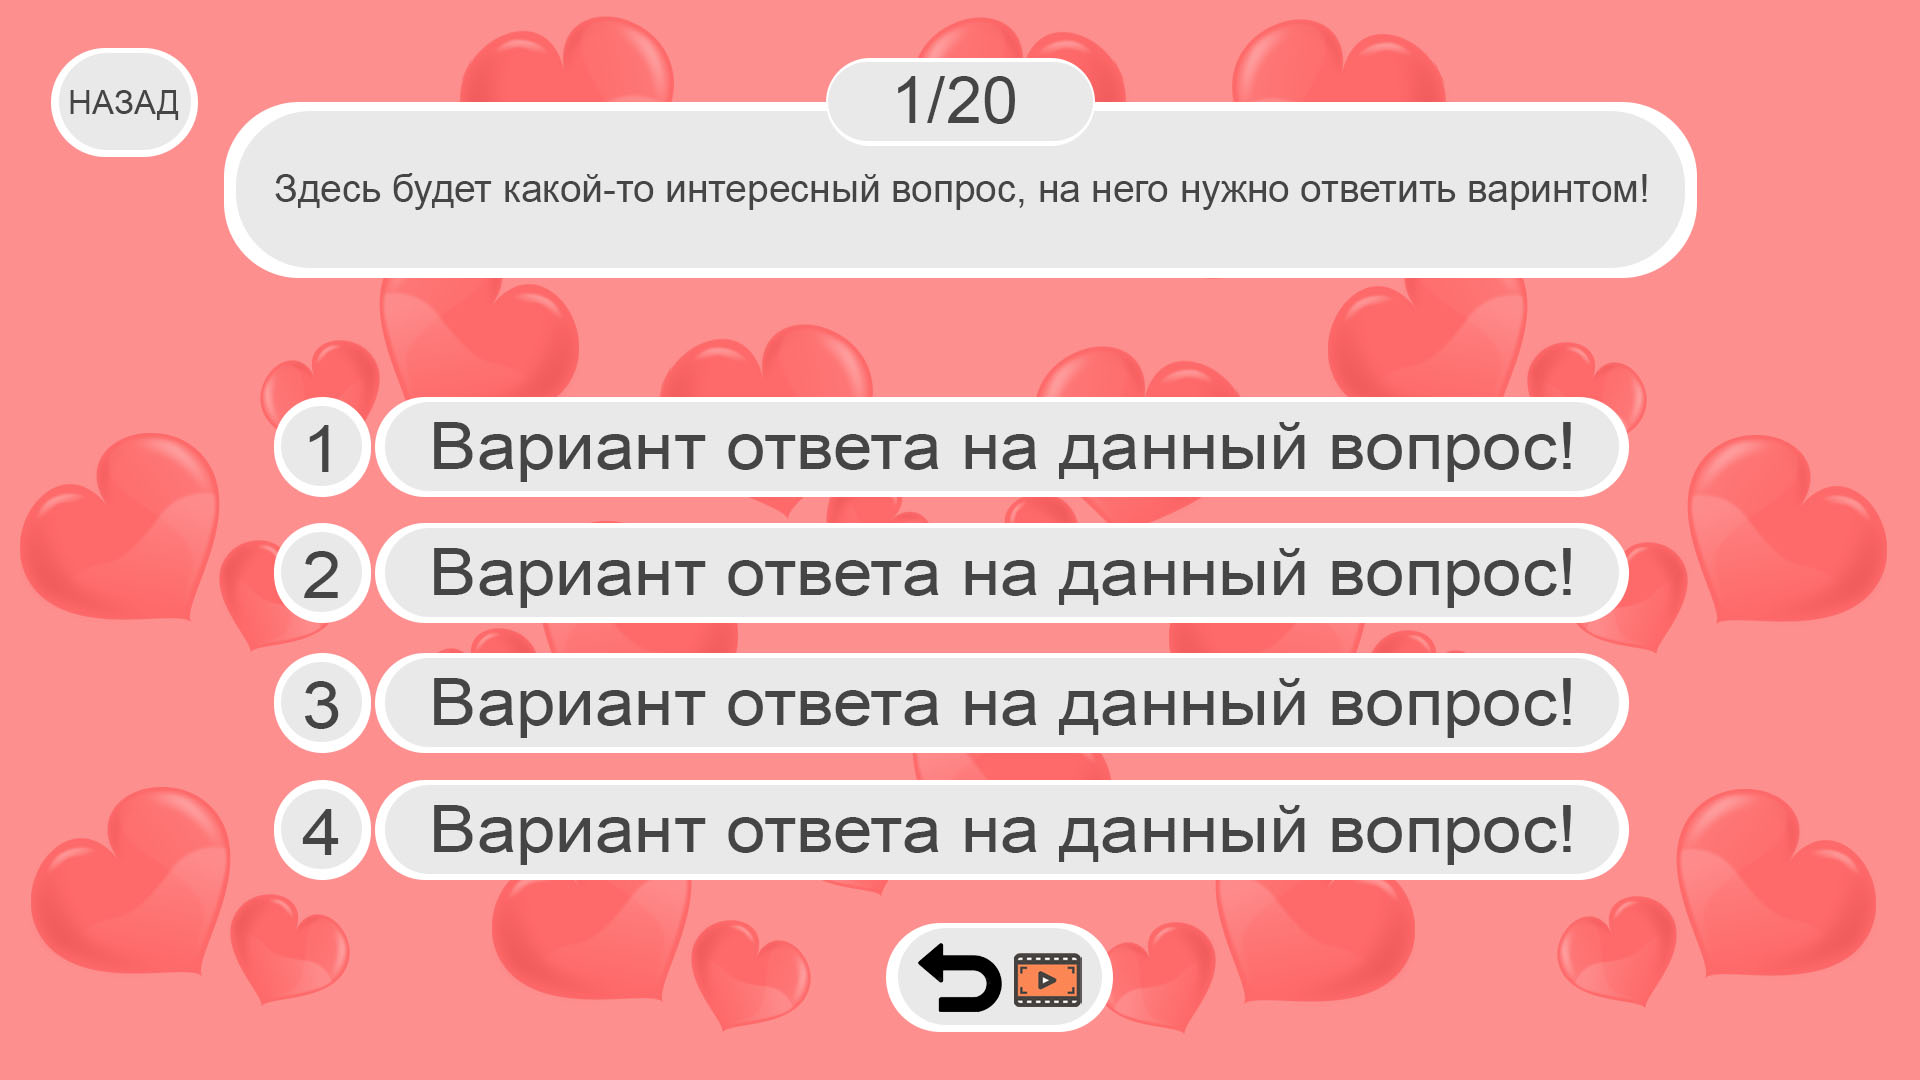 НАЗАД
1/20
Здесь будет какой-то интересный вопрос, на него нужно ответить варинтом!
1 Вариант ответа на данный вопрос!
2 Вариант ответа на данный вопрос!
3 Вариант ответа на данный вопрос!
4 Вариант ответа на данный вопрос!